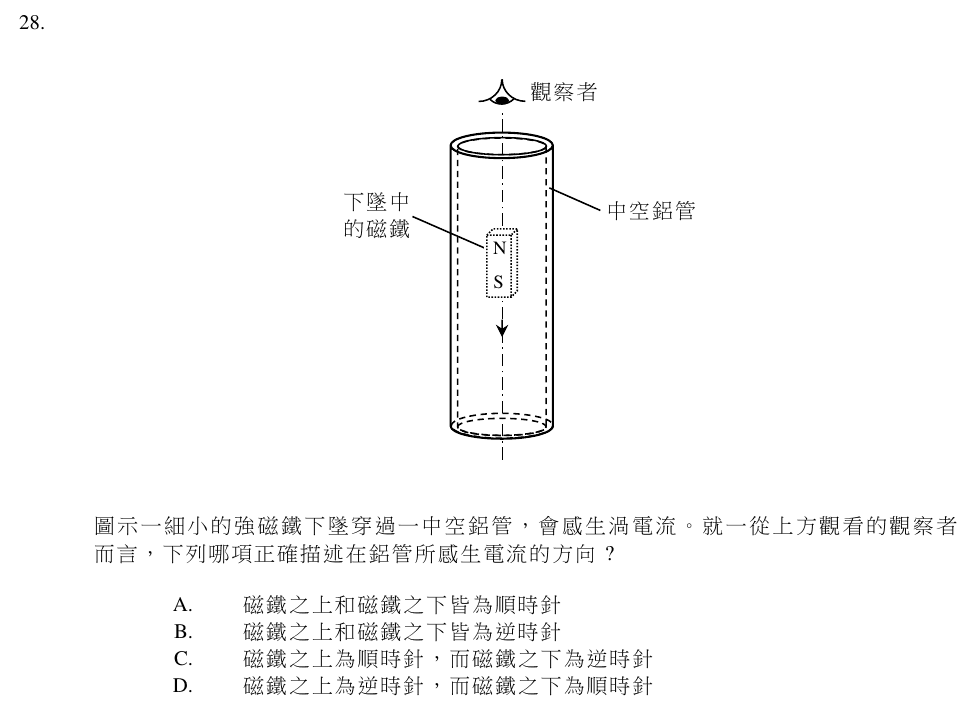 28.
觀察者
下墜中
的磁鐵
中空鋁管
N
S
圖示一細小的強磁鐵下墜穿過一中空鋁管，會感生渦電流。就一從上方觀看的觀察者
而言，下列哪項正確描述在鋁管所感生電流的方向？
A. 磁鐵之上和磁鐵之下皆為順時針
B. 磁鐵之上和磁鐵之下皆為逆時針
C. 磁鐵之上為順時針，而磁鐵之下為逆時針
D. 磁鐵之上為逆時針，而磁鐵之下為順時針